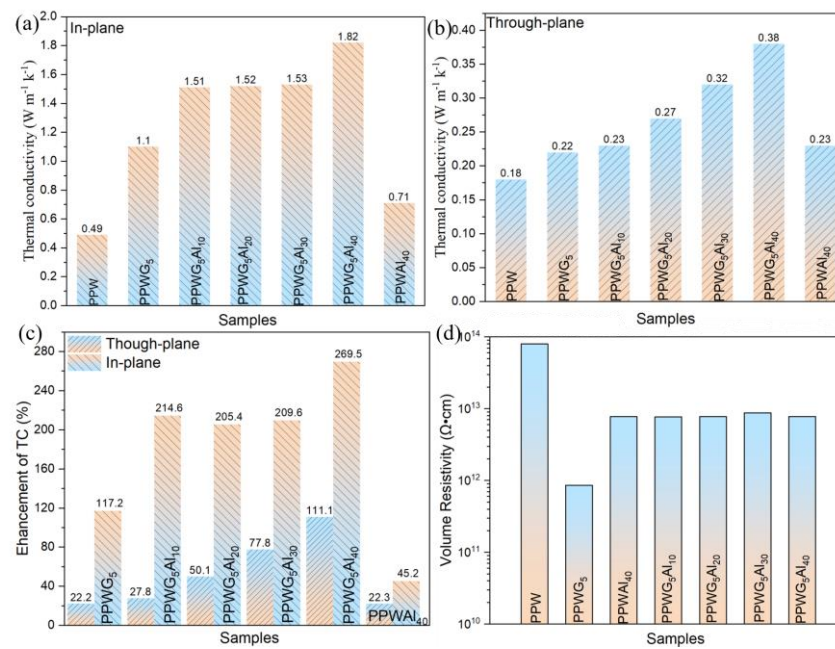 (a)
In-plane
Thermal conductivity (W m⁻¹ k⁻¹)
2.0
1.8
1.6
1.4
1.2
1.0
0.8
0.6
0.4
0.2
0.0
0.49
1.1
1.51
1.52
1.53
1.82
0.71
PPW
PPWG₅
PPWG₅Al₁₀
PPWG₅Al₂₀
PPWG₅Al₃₀
PPWG₅Al₄₀
PPWAl₄₀
Samples
(b)
Through-plane
Thermal conductivity (W m⁻¹ k⁻¹)
0.40
0.35
0.30
0.25
0.20
0.15
0.10
0.05
0.00
0.18
0.22
0.23
0.27
0.32
0.38
0.23
PPW
PPWG₅
PPWG₅Al₁₀
PPWG₅Al₂₀
PPWG₅Al₃₀
PPWG₅Al₄₀
PPWAl₄₀
Samples
(c)
Though-plane
In-plane
Ehancement of TC (%)
280
240
200
160
120
80
40
0
22.2
117.2
27.8
214.6
50.1
205.4
77.8
209.6
111.1
269.5
22.3
45.2
PPWG₅
PPWG₅Al₁₀
PPWG₅Al₂₀
PPWG₅Al₃₀
PPWG₅Al₄₀
PPWAl₄₀
Samples
(d)
Volume Resistivity (Ω•cm)
10¹⁴
10¹³
10¹²
10¹¹
10¹⁰
PPW
PPWG₅
PPWAl₄₀
PPWG₅Al₁₀
PPWG₅Al₂₀
PPWG₅Al₃₀
PPWG₅Al₄₀
Samples